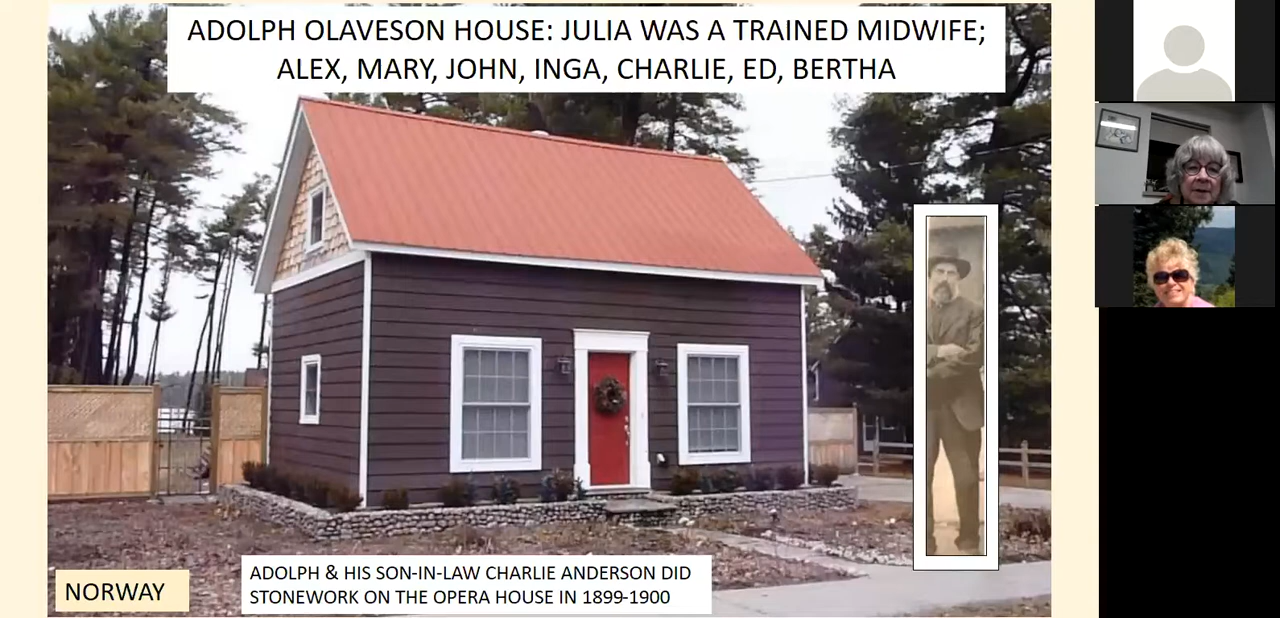 ADOLPH OLAVESON HOUSE: JULIA WAS A TRAINED MIDWIFE;
ALEX, MARY, JOHN, INGA, CHARLIE, ED, BERTHA
ADOLPH & HIS SON-IN-LAW CHARLIE ANDERSON DID
STONEWORK ON THE OPERA HOUSE IN 1899-1900
NORWAY